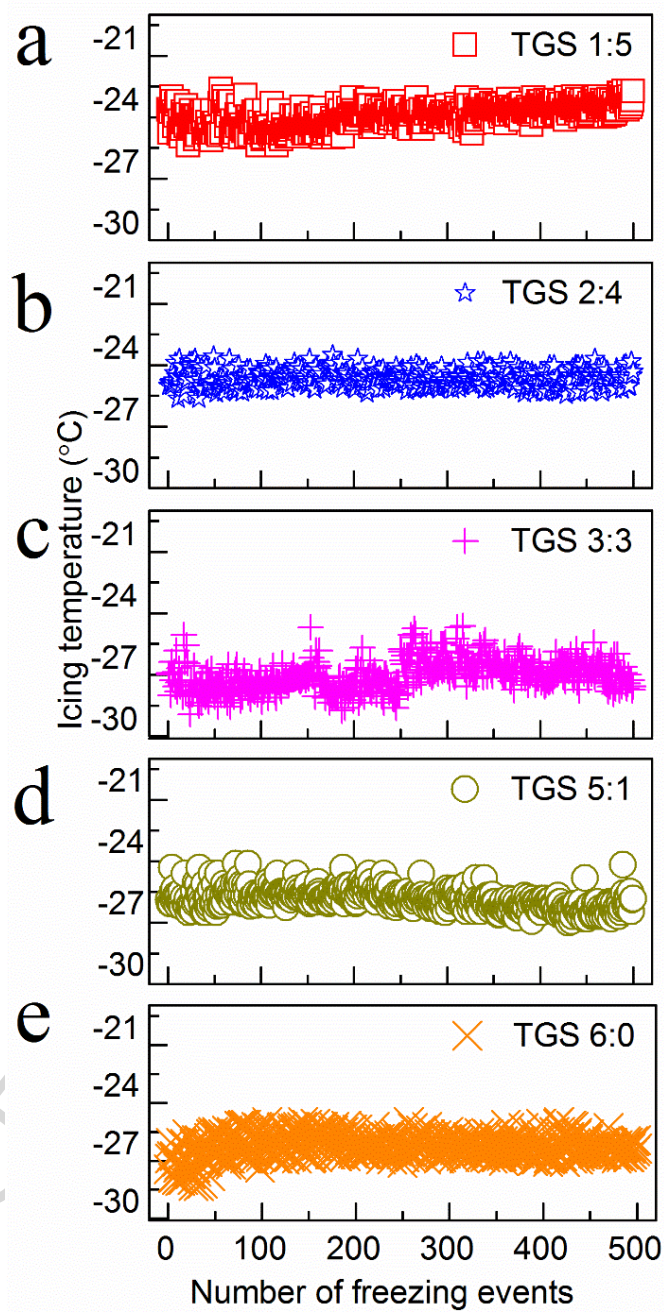 a
-21
-24
-27
-30
TGS 1:5
b
-21
-24
-27
-30
TGS 2:4
c
-21
-24
-27
-30
TGS 3:3
d
-21
-24
-27
-30
TGS 5:1
e
-21
-24
-27
-30
TGS 6:0
Icing temperature (°C)
0 100 200 300 400 500
Number of freezing events